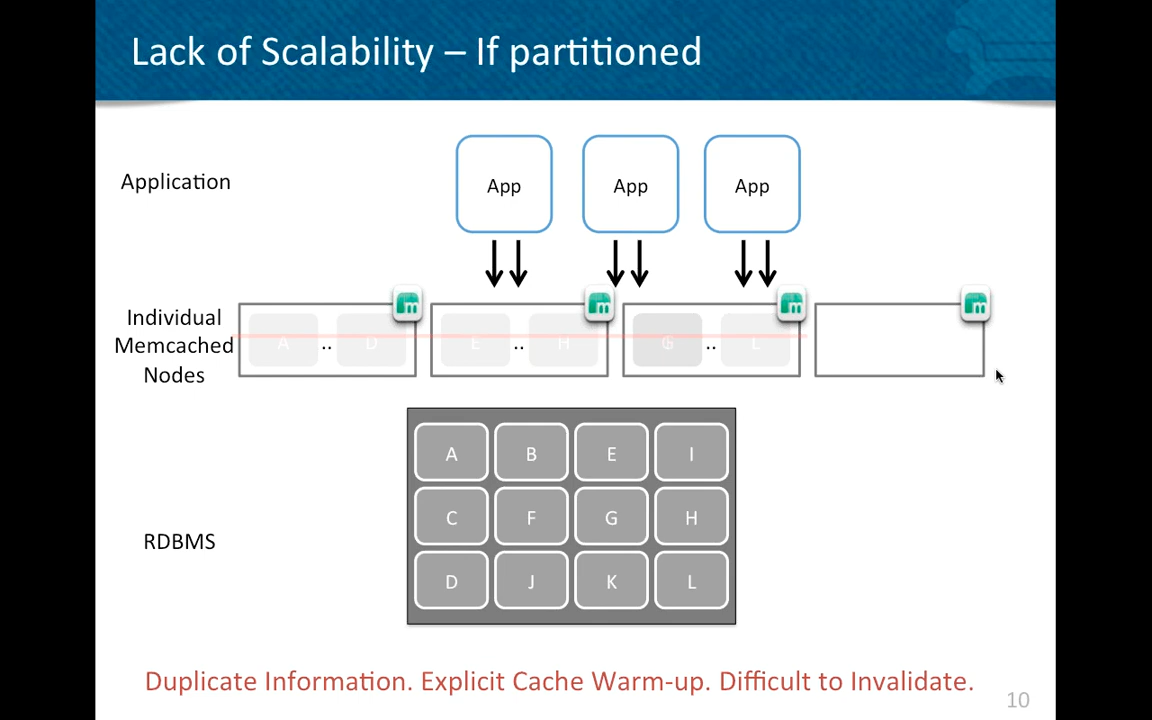 Lack of Scalability – If partitioned
Application
App App App
Individual
Memcached
Nodes
m m m m
A .. D E .. H G .. L
RDBMS
A B E I
C F G H
D J K L
Duplicate Information. Explicit Cache Warm-up. Difficult to Invalidate.
10